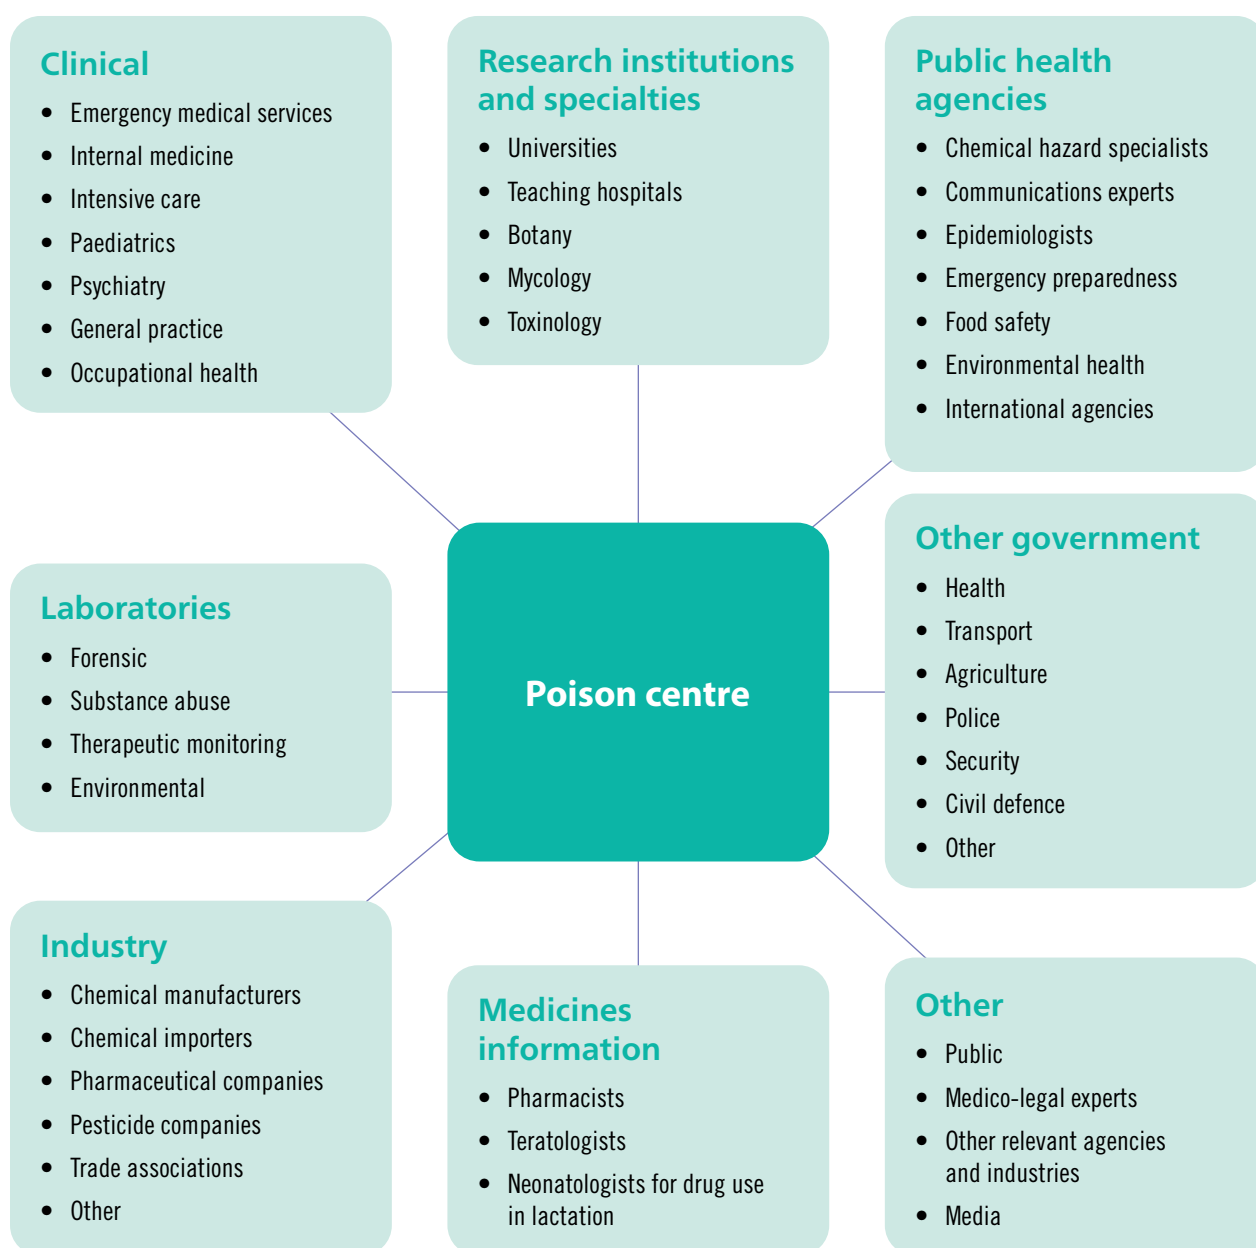 Clinical
• Emergency medical services
• Internal medicine
• Intensive care
• Paediatrics
• Psychiatry
• General practice
• Occupational health
Research institutions
and specialties
• Universities
• Teaching hospitals
• Botany
• Mycology
• Toxinology
Public health
agencies
• Chemical hazard specialists
• Communications experts
• Epidemiologists
• Emergency preparedness
• Food safety
• Environmental health
• International agencies
Laboratories
• Forensic
• Substance abuse
• Therapeutic monitoring
• Environmental
Poison centre
Other government
• Health
• Transport
• Agriculture
• Police
• Security
• Civil defence
• Other
Industry
• Chemical manufacturers
• Chemical importers
• Pharmaceutical companies
• Pesticide companies
• Trade associations
• Other
Medicines
information
• Pharmacists
• Teratologists
• Neonatologists for drug use
in lactation
Other
• Public
• Medico-legal experts
• Other relevant agencies
and industries
• Media